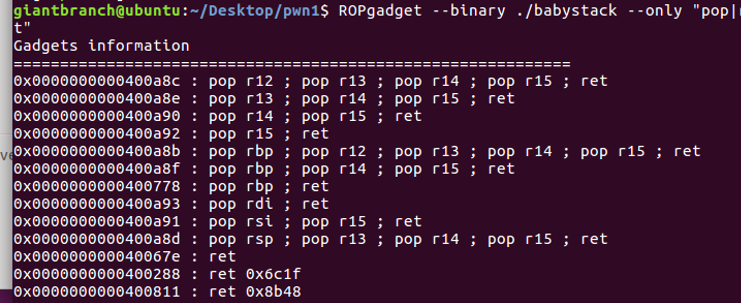 giantbranch@ubuntu:~/Desktop/pwn1$ ROPgadget --binary ./babystack --only "pop|
t"
Gadgets information
============================================================
0x0000000000400a8c : pop r12 ; pop r13 ; pop r14 ; pop r15 ; ret
0x0000000000400a8e : pop r13 ; pop r14 ; pop r15 ; ret
0x0000000000400a90 : pop r14 ; pop r15 ; ret
0x0000000000400a92 : pop r15 ; ret
0x0000000000400a8b : pop rbp ; pop r12 ; pop r13 ; pop r14 ; pop r15 ; ret
0x0000000000400a8f : pop rbp ; pop r14 ; pop r15 ; ret
0x0000000000400778 : pop rbp ; ret
0x0000000000400a93 : pop rdi ; ret
0x0000000000400a91 : pop rsi ; pop r15 ; ret
0x0000000000400a8d : pop rsp ; pop r13 ; pop r14 ; pop r15 ; ret
0x000000000040067e : ret
0x0000000000400288 : ret 0x6c1f
0x0000000000400811 : ret 0x8b48